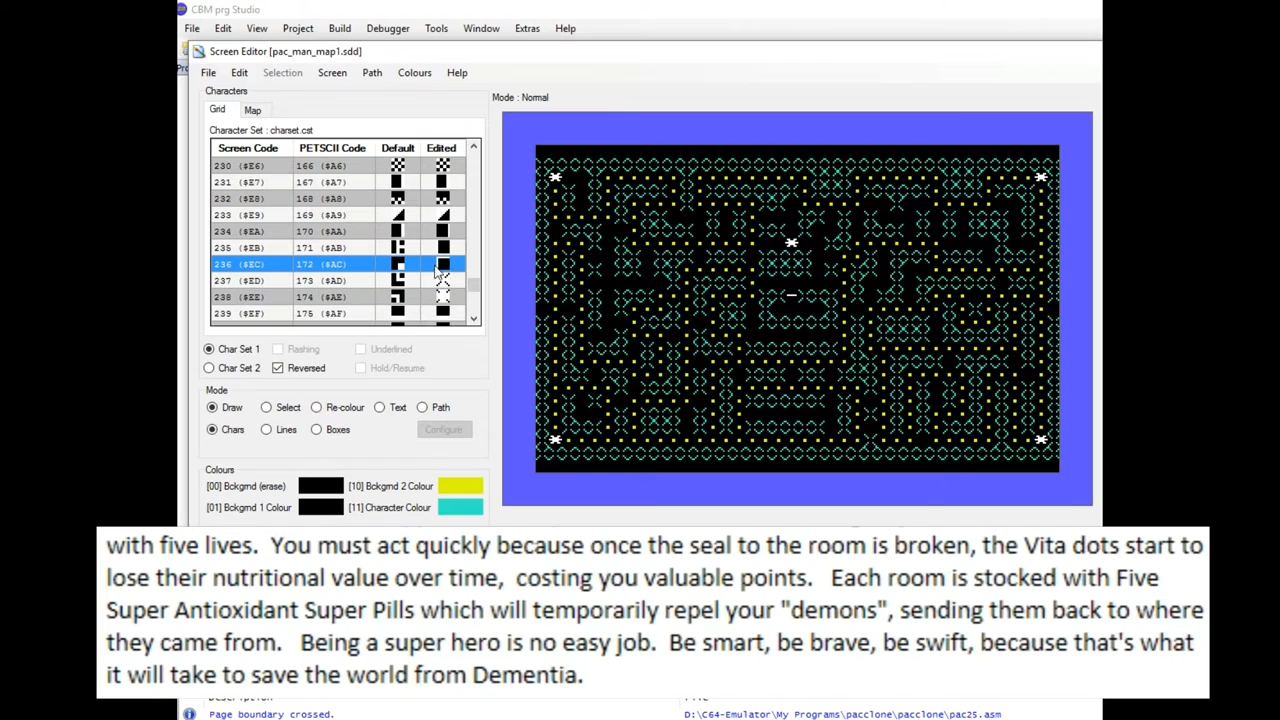 CBM prg Studio
File Edit View Project Build Debugger Tools Window Extras Help
Screen Editor [pac_man_map1.sdd]
File Edit Selection Screen Path Colours Help
Characters
Mode : Normal
Grid Map
Character Set : charset.cst
Screen Code PETSCII Code Default Edited
230 ($E6) 166 ($A6)
231 ($E7) 167 ($A7)
232 ($E8) 168 ($A8)
233 ($E9) 169 ($A9)
234 ($EA) 170 ($AA)
235 ($EB) 171 ($AB)
236 ($EC) 172 ($AC)
237 ($ED) 173 ($AD)
238 ($EE) 174 ($AE)
239 ($EF) 175 ($AF)
Char Set 1 Flashing Underlined
Char Set 2 Reversed Hold/Resume
Mode
Draw Select Re-colour Text Path
Chars Lines Boxes Configure
Colours
[00] Bckgrnd (erase) [10] Bckgrnd 2 Colour
[01] Bckgrnd 1 Colour [11] Character Colour
with five lives. You must act quickly because once the seal to the room is broken, the Vita dots start to
lose their nutritional value over time, costing you valuable points. Each room is stocked with Five
Super Antioxidant Super Pills which will temporarily repel your "demons", sending them back to where
they came from. Being a super hero is no easy job. Be smart, be brave, be swift, because that's what
it will take to save the world from Dementia.
Page boundary crossed. D:\C64-Emulator\My Programs\pacclone\pacclone\pac25.asm